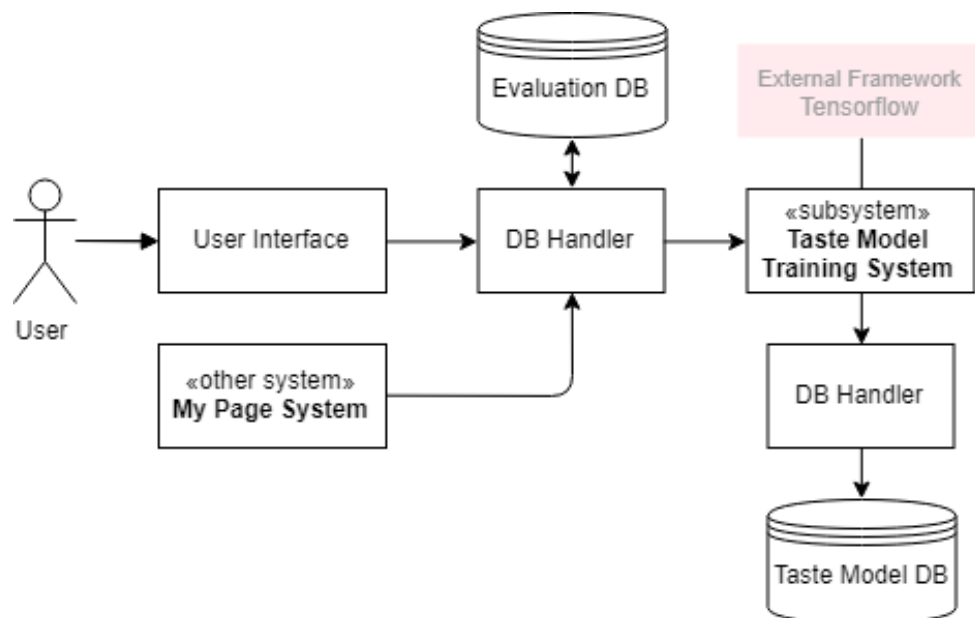 Evaluation DB
External Framework
Tensorflow
User Interface
DB Handler
«subsystem»
Taste Model
Training System
User
«other system»
My Page System
DB Handler
Taste Model DB